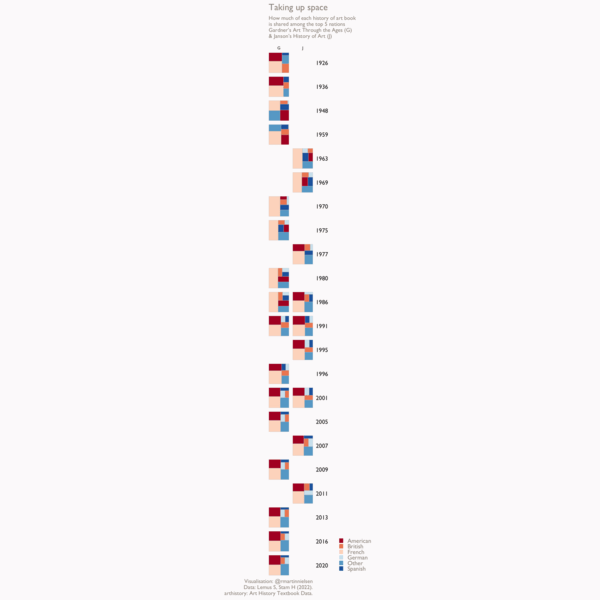 Taking up space
How much of each history of art book
is shared among the top 5 nations
Gardner's Art Through the Ages (G)
& Janson's History of Art (J)
G J
1926
1936
1948
1959
1963
1969
1970
1975
1977
1980
1986
1991
1995
1996
2001
2005
2007
2009
2011
2013
2016
2020
American
British
French
German
Other
Spanish
Visualisation: @rmartinnielsen
Data: Lemus S, Stam H (2022).
arthistory: Art History Textbook Data.